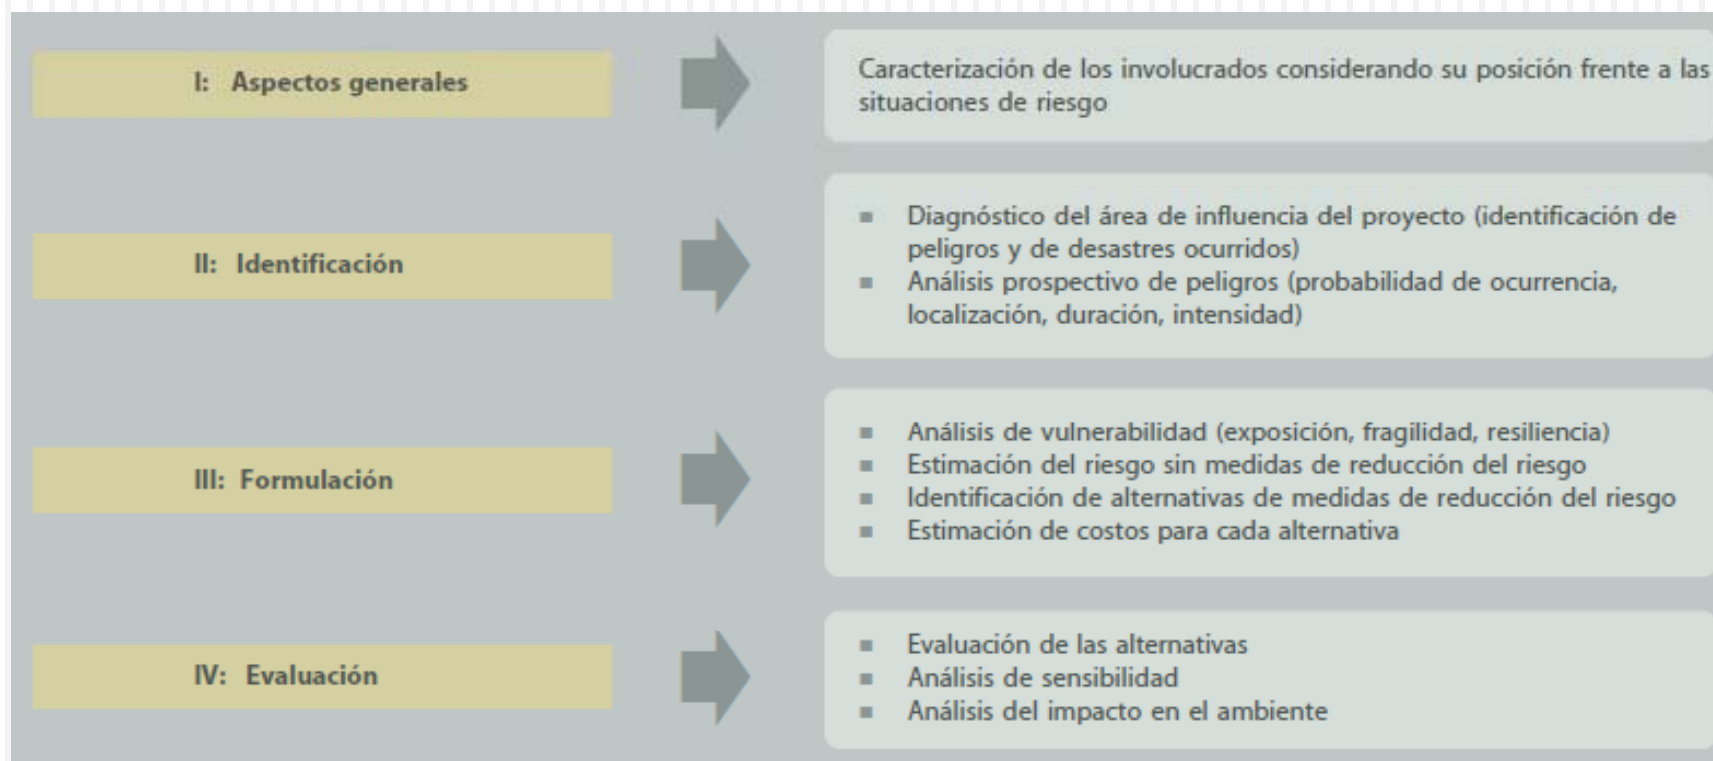 I: Aspectos generales
Caracterización de los involucrados considerando su posición frente a las
situaciones de riesgo
II: Identificación
■ Diagnóstico del área de influencia del proyecto (identificación de
peligros y de desastres ocurridos)
■ Análisis prospectivo de peligros (probabilidad de ocurrencia,
localización, duración, intensidad)
III: Formulación
■ Análisis de vulnerabilidad (exposición, fragilidad, resiliencia)
■ Estimación del riesgo sin medidas de reducción del riesgo
■ Identificación de alternativas de medidas de reducción del riesgo
■ Estimación de costos para cada alternativa
IV: Evaluación
■ Evaluación de las alternativas
■ Análisis de sensibilidad
■ Análisis del impacto en el ambiente